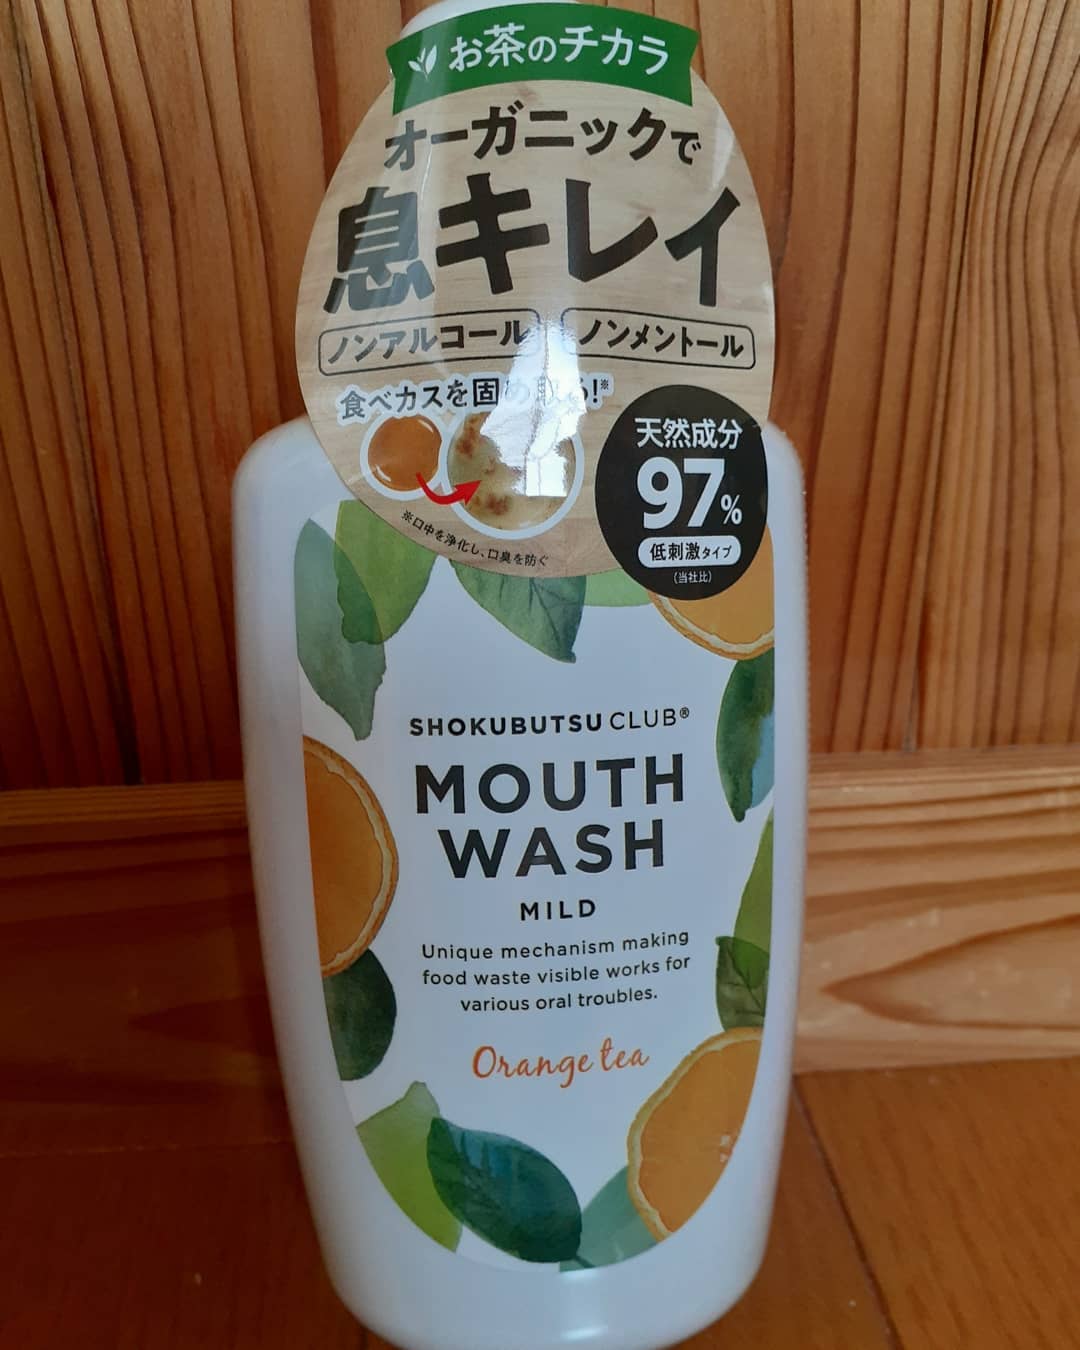 お茶のチカラ
オーガニックで
息キレイ
ノンアルコール ノンメントール
食べカスを固め取る!※
天然成分
97%
低刺激タイプ
(当社比)
※口中を浄化し、口臭を防ぐ
SHOKUBUTSU CLUB®
MOUTH
WASH
MILD
Unique mechanism making
food waste visible works for
various oral troubles.
Orange tea